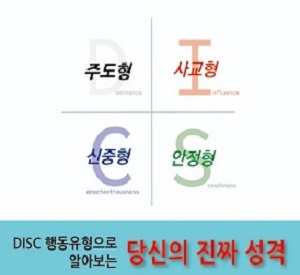 D
주도형
ominance
I
사교형
nfluence
C
신중형
onscientiousness
S
안정형
teadiness
DISC 행동유형으로
알아보는
당신의 진짜 성격